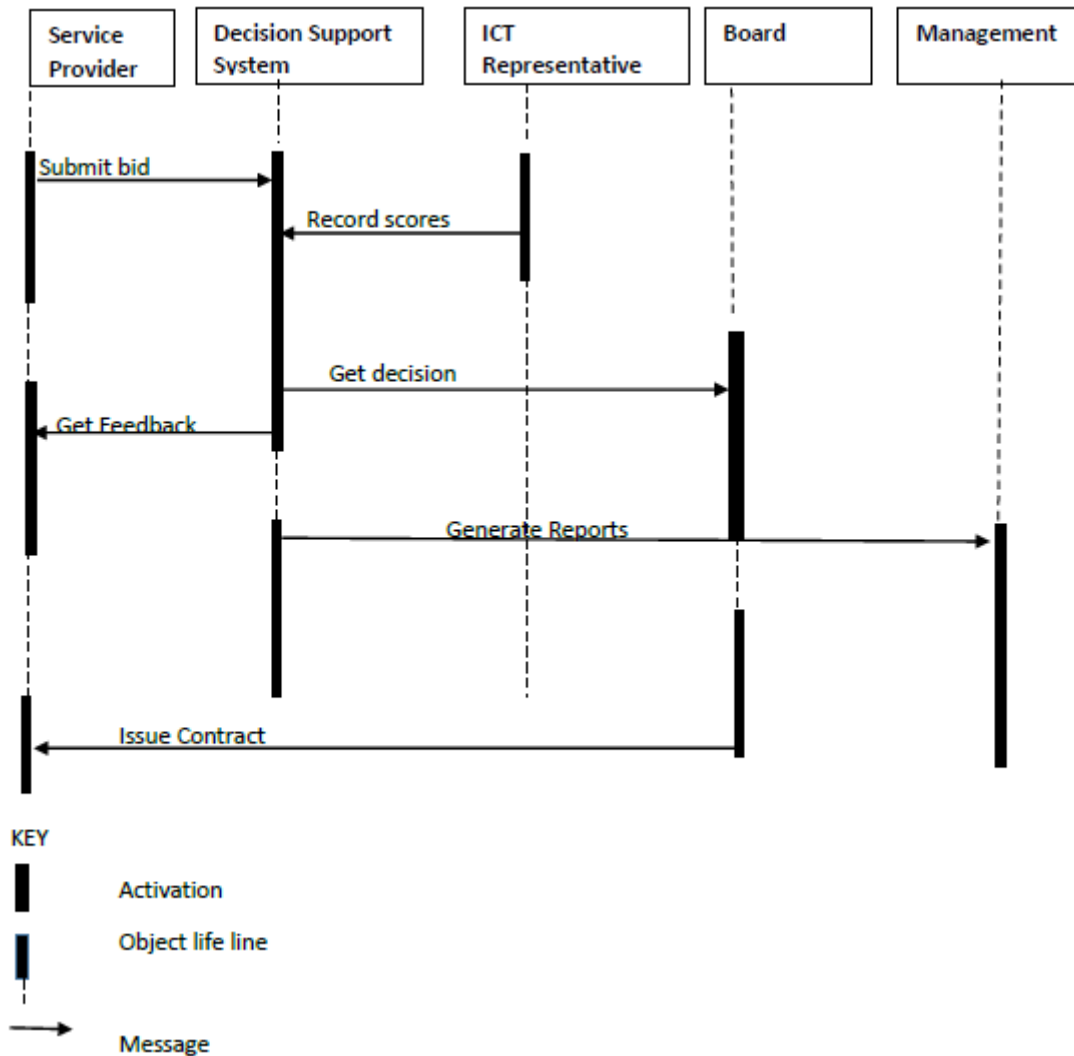 Service
Provider
Decision Support
System
ICT
Representative
Board
Management
Submit bid
Record scores
Get decision
Get Feedback
Generate Reports
Issue Contract
KEY
Activation
Object life line
Message